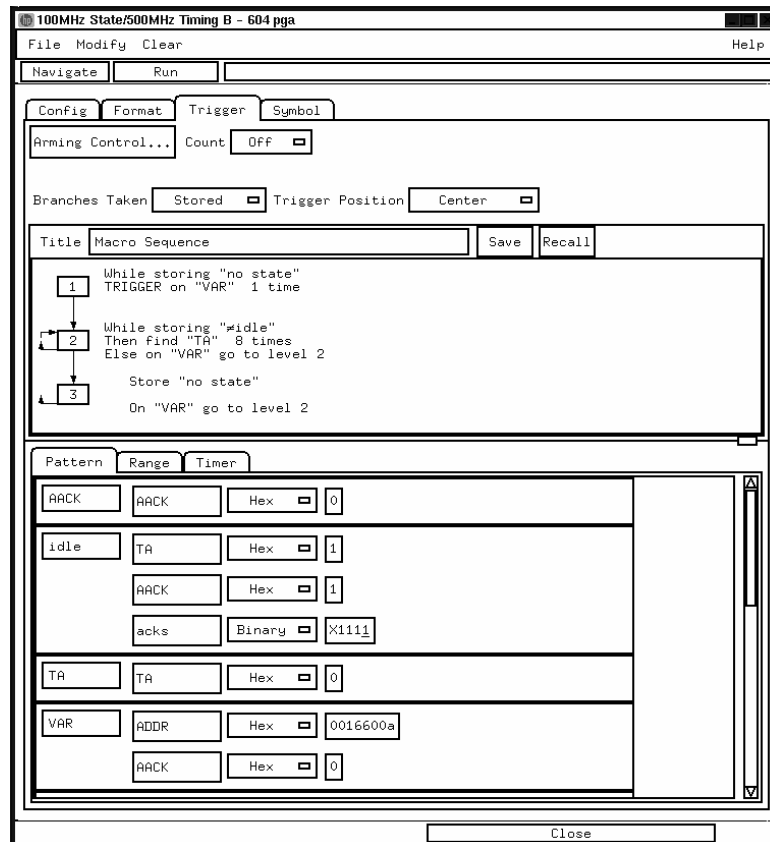 100MHz State/500MHz Timing B - 604 pga
File Modify Clear Help
Navigate Run
Config Format Trigger Symbol
Arming Control... Count Off
Branches Taken Stored Trigger Position Center
Title Macro Sequence Save Recall
While storing "no state"
1 TRIGGER on "VAR" 1 time
While storing "≠idle"
2 Then find "TA" 8 times
Else on "VAR" go to level 2
Store "no state"
3
On "VAR" go to level 2
Pattern Range Timer
AACK AACK Hex 0
idle TA Hex 1
AACK Hex 1
acks Binary X1111
TA TA Hex 0
VAR ADDR Hex 0016600a
AACK Hex 0
Close